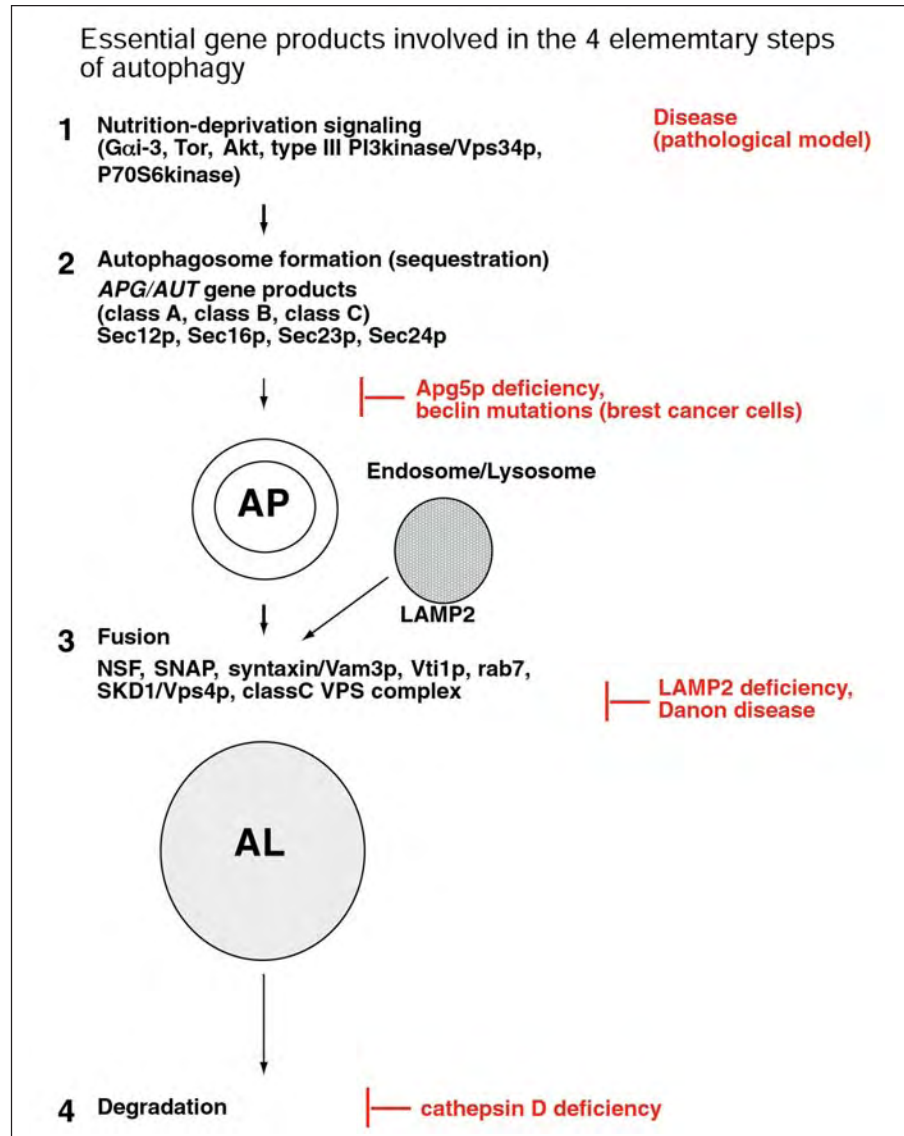 Essential gene products involved in the 4 elememtary steps
of autophagy
Disease
(pathological model)
1 Nutrition-deprivation signaling
(Gαi-3, Tor, Akt, type III PI3kinase/Vps34p,
P70S6kinase)
2 Autophagosome formation (sequestration)
APG/AUT gene products
(class A, class B, class C)
Sec12p, Sec16p, Sec23p, Sec24p
Apg5p deficiency,
beclin mutations (brest cancer cells)
AP
Endosome/Lysosome
LAMP2
3 Fusion
NSF, SNAP, syntaxin/Vam3p, Vti1p, rab7,
SKD1/Vps4p, classC VPS complex
LAMP2 deficiency,
Danon disease
AL
4 Degradation
cathepsin D deficiency